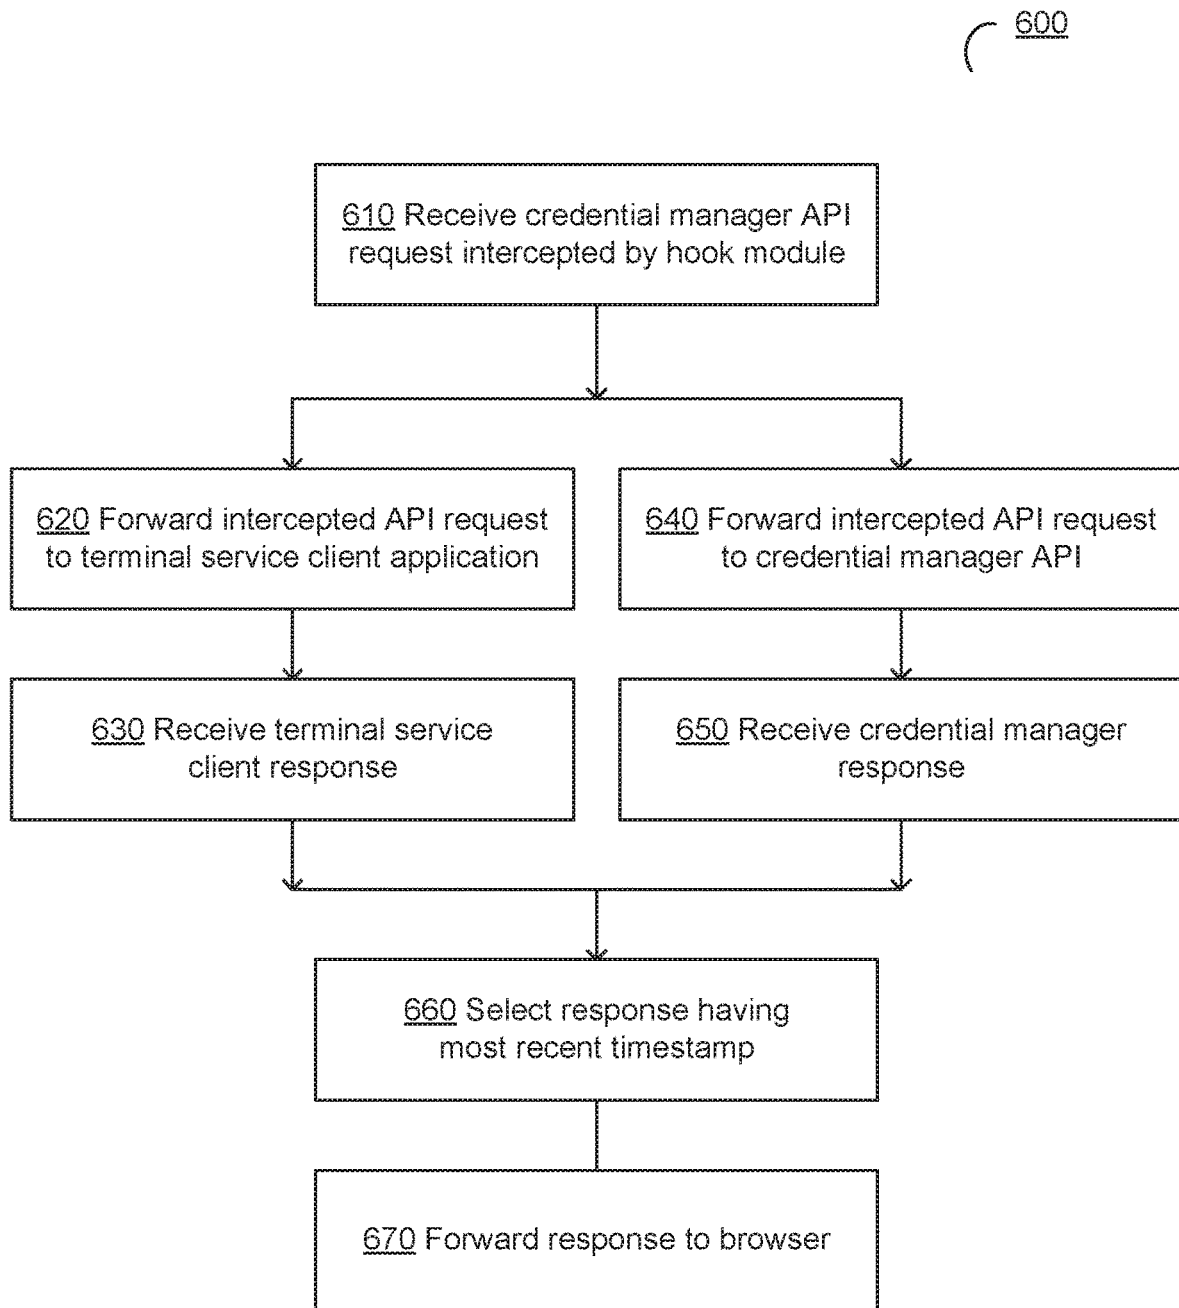 600
610 Receive credential manager API
request intercepted by hook module
620 Forward intercepted API request
to terminal service client application
640 Forward intercepted API request
to credential manager API
630 Receive terminal service
client response
650 Receive credential manager
response
660 Select response having
most recent timestamp
670 Forward response to browser